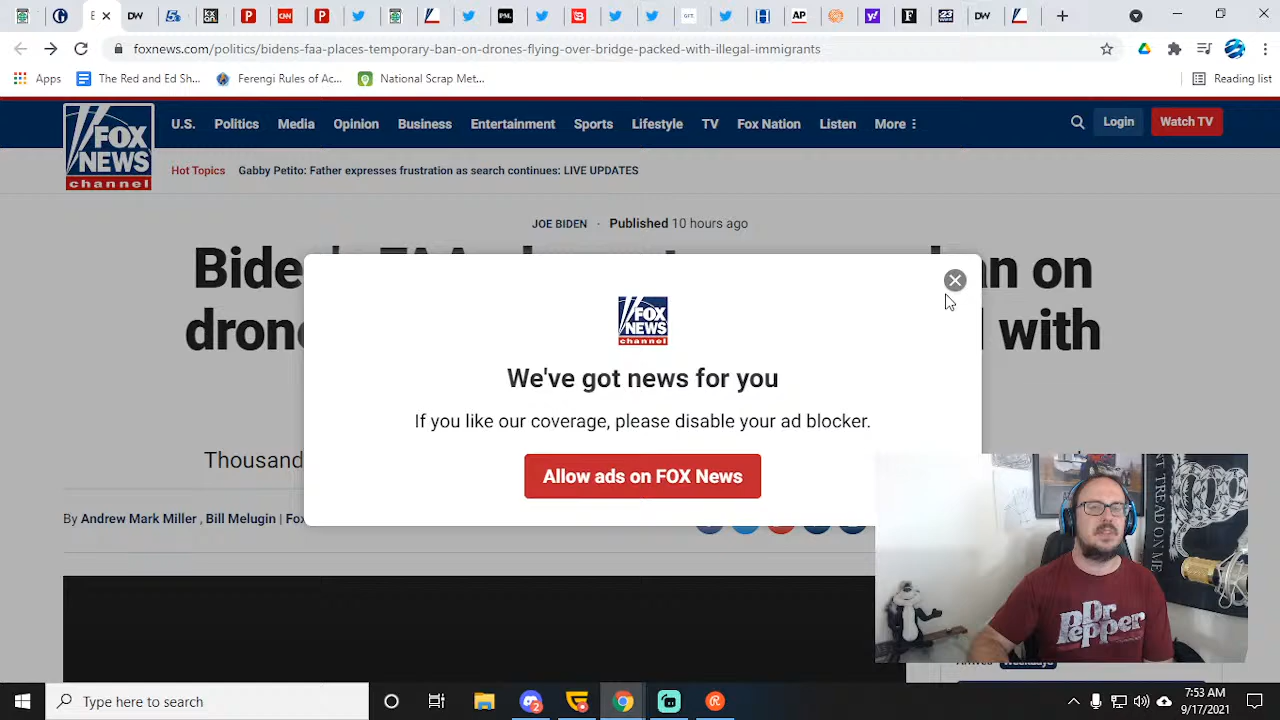 foxnews.com/politics/bidens-faa-places-temporary-ban-on-drones-flying-over-bridge-packed-with-illegal-immigrants
Apps The Red and Ed Sh... Ferengi Rules of Ac... National Scrap Met... Reading list
FOX NEWS channel
U.S. Politics Media Opinion Business Entertainment Sports Lifestyle TV Fox Nation Listen More Login Watch TV
Hot Topics Gabby Petito: Father expresses frustration as search continues: LIVE UPDATES
JOE BIDEN - Published 10 hours ago
on
with
Thousand
By Andrew Mark Miller , Bill Melugin |
FOX NEWS channel
We've got news for you
If you like our coverage, please disable your ad blocker.
Allow ads on FOX News
TREAD ON ME
Dr Pepper
Weekdays
Type here to search
7:53 AM
9/17/2021